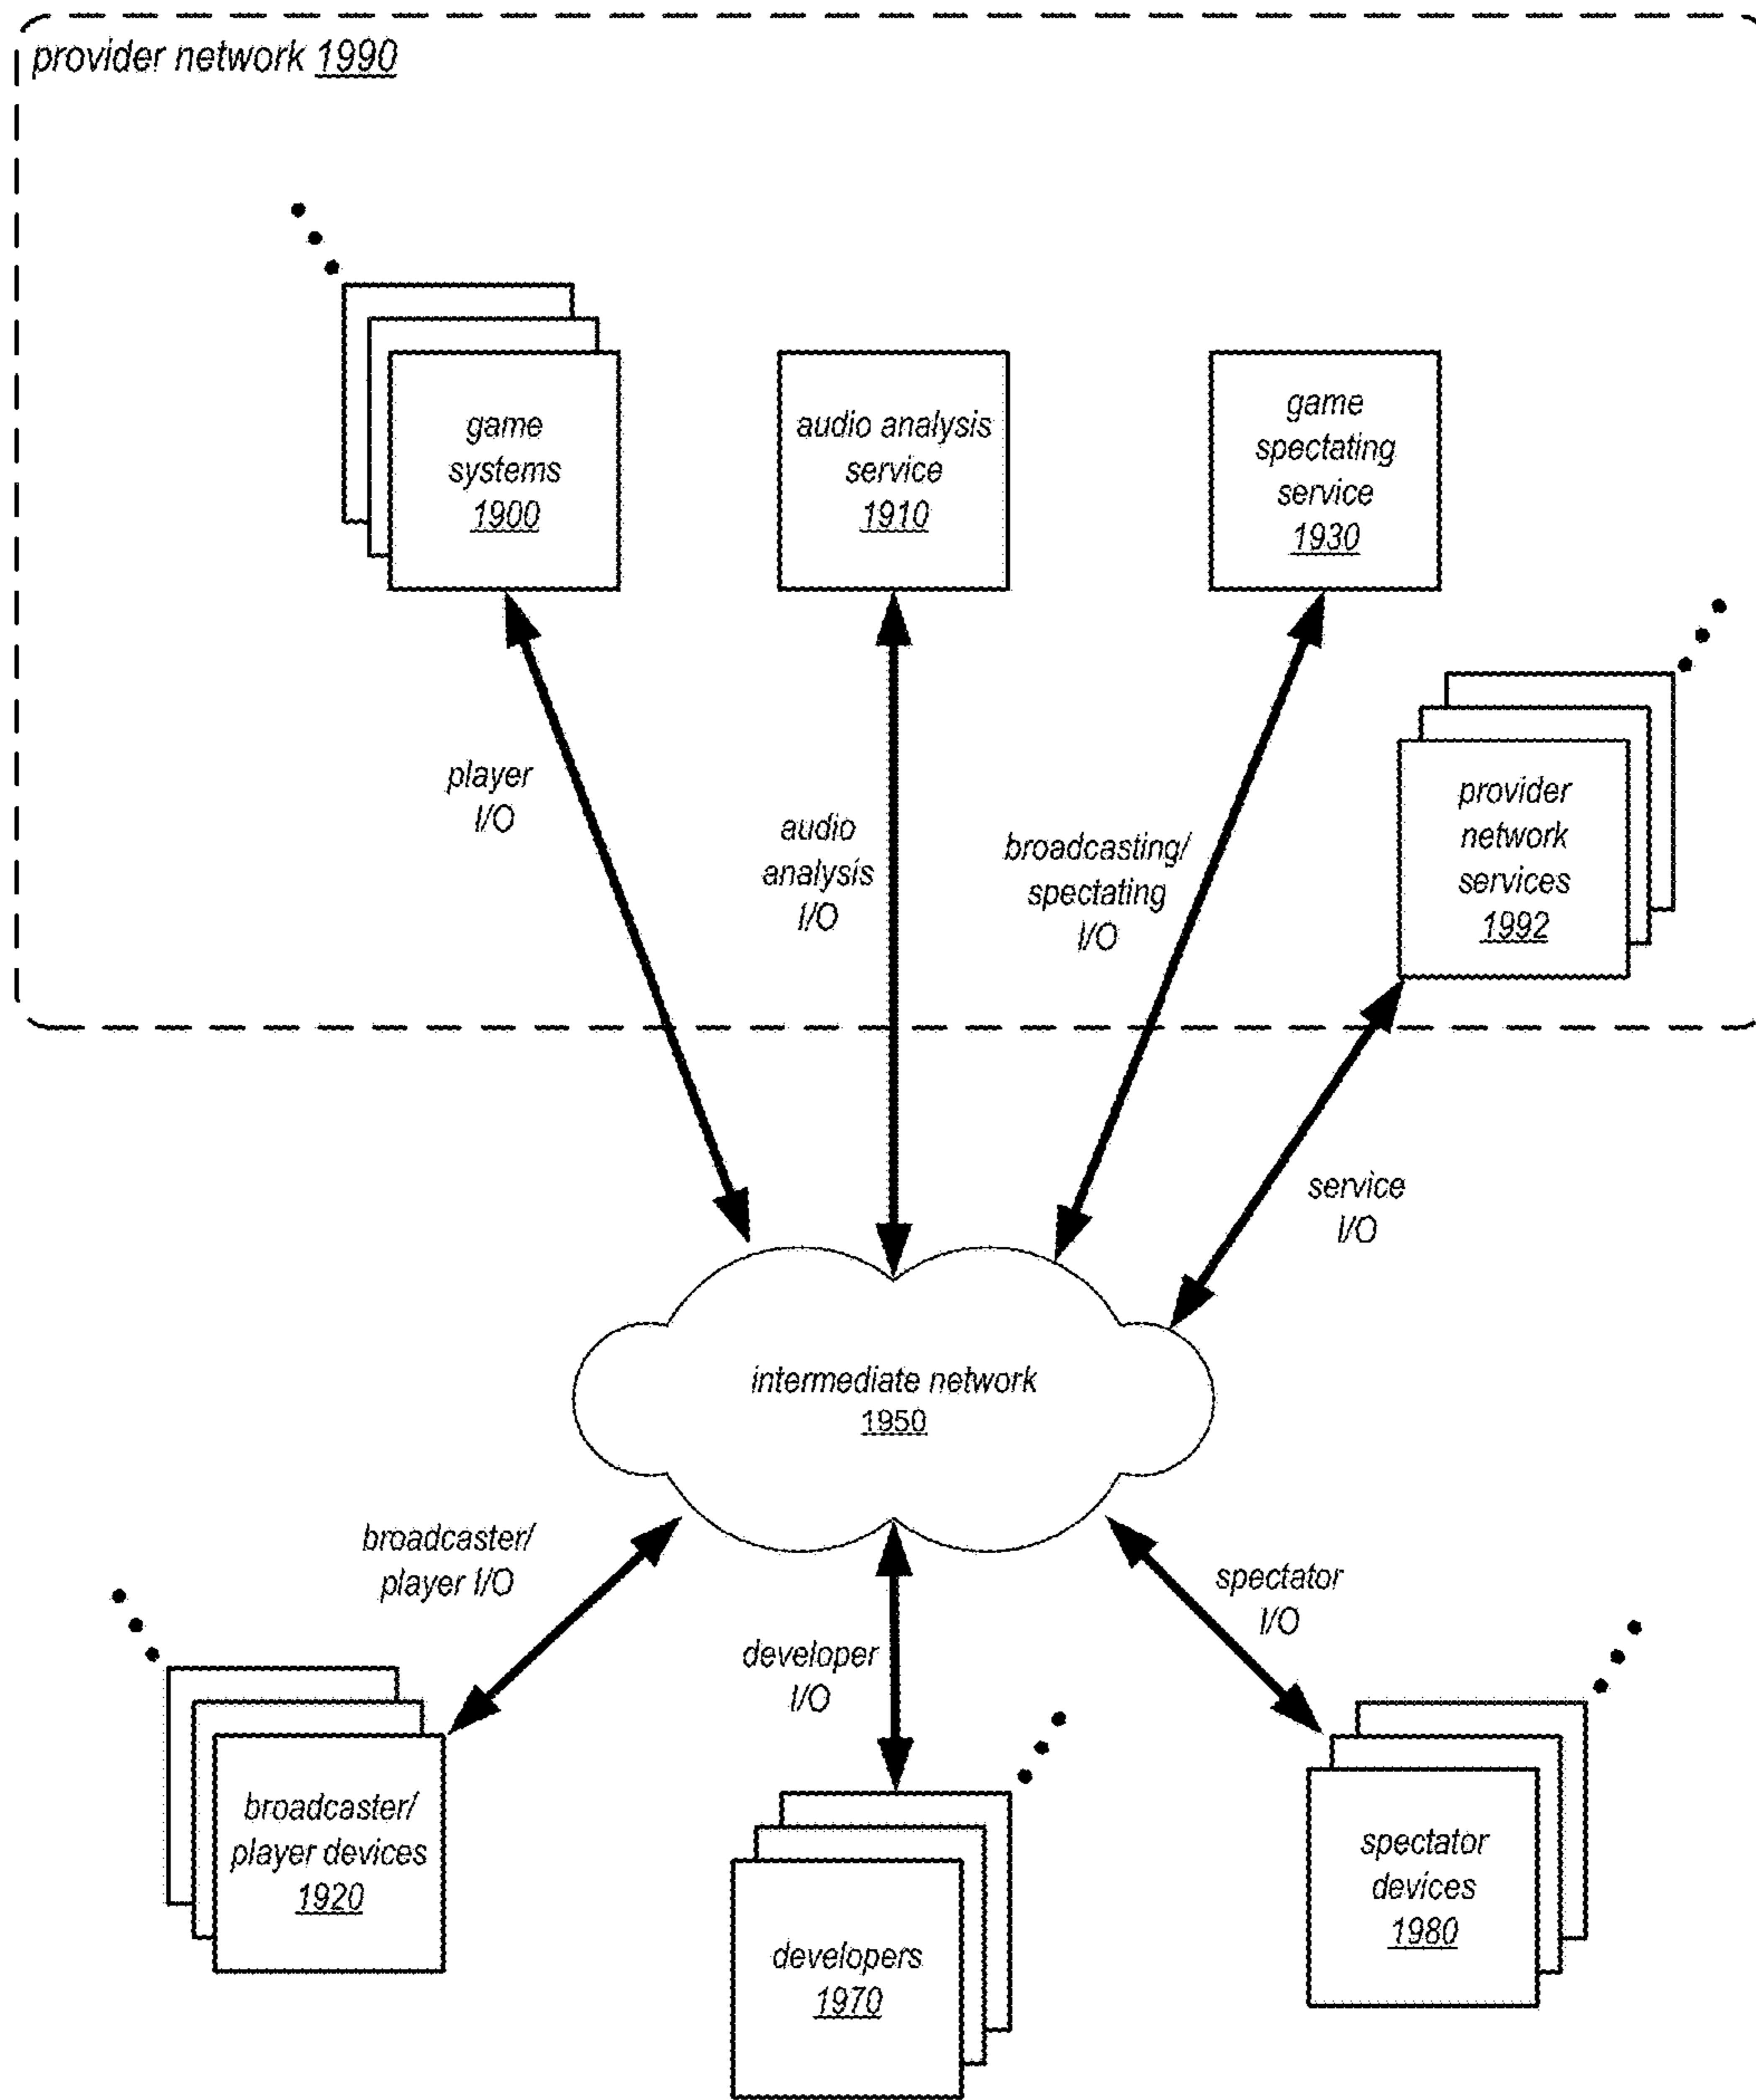 provider network 1990
game
systems
1900
audio analysis
service
1910
game
spectating
service
1930
player
I/O
audio
analysis
I/O
broadcasting/
spectating
I/O
provider
network
services
1992
service
I/O
intermediate network
1950
broadcaster/
player I/O
developer
I/O
spectator
I/O
broadcaster/
player devices
1920
developers
1970
spectator
devices
1980